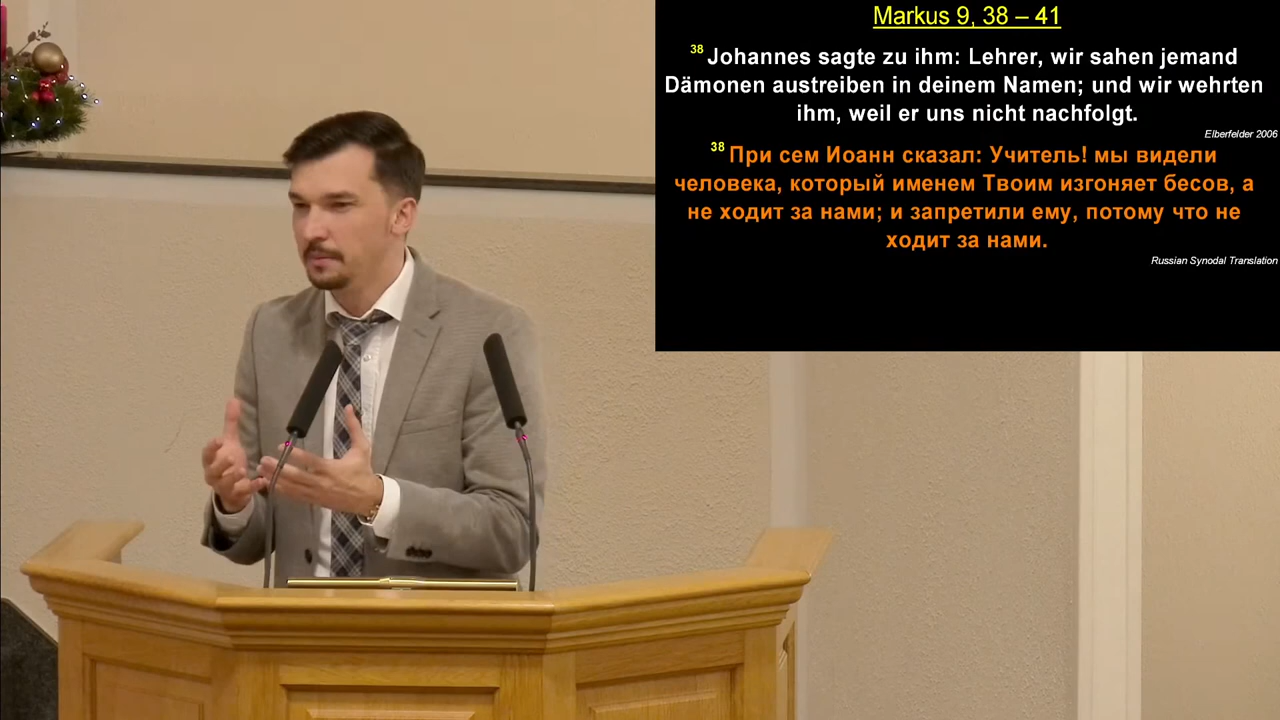 Markus 9, 38 – 41
38 Johannes sagte zu ihm: Lehrer, wir sahen jemand
Dämonen austreiben in deinem Namen; und wir wehrten
ihm, weil er uns nicht nachfolgt.
Elberfelder 2006
38 При сем Иоанн сказал: Учитель! мы видели
человека, который именем Твоим изгоняет бесов, а
не ходит за нами; и запретили ему, потому что не
ходит за нами.
Russian Synodal Translation